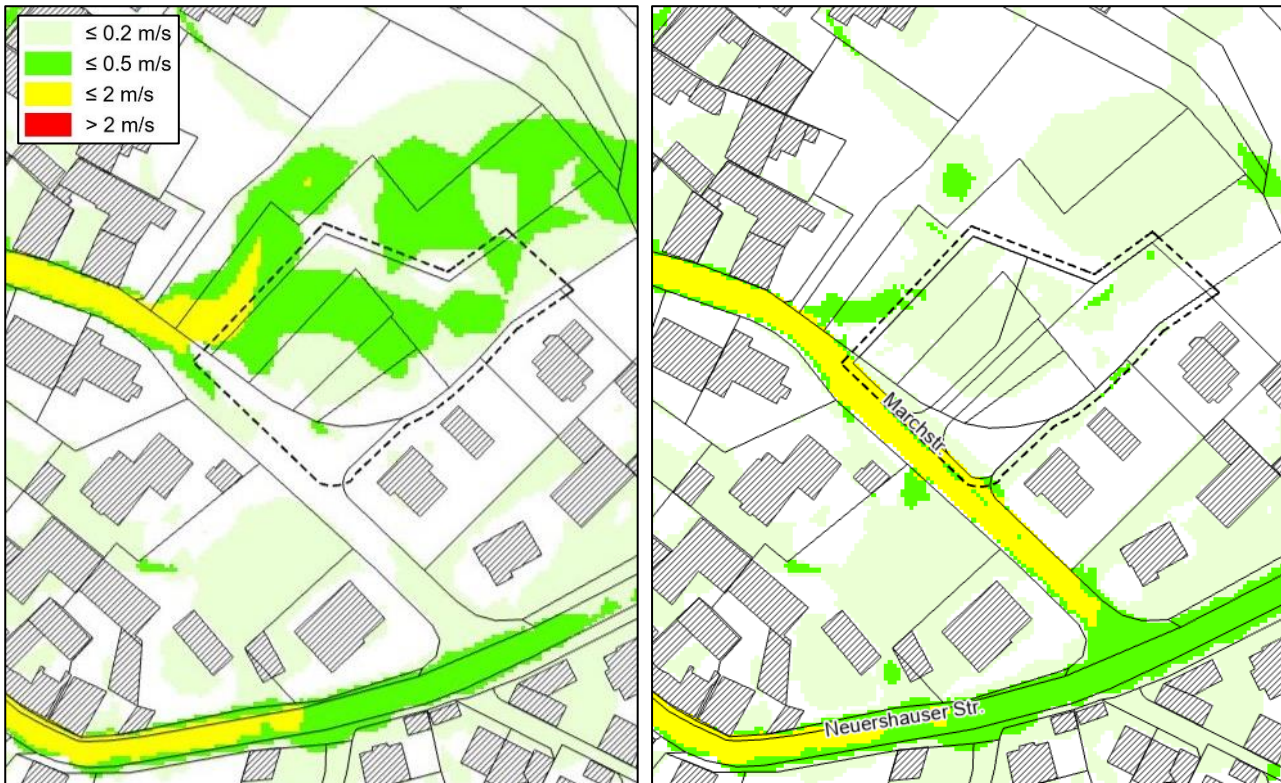 ≤ 0.2 m/s
≤ 0.5 m/s
≤ 2 m/s
> 2 m/s
Marchstr.
Neuershauser Str.